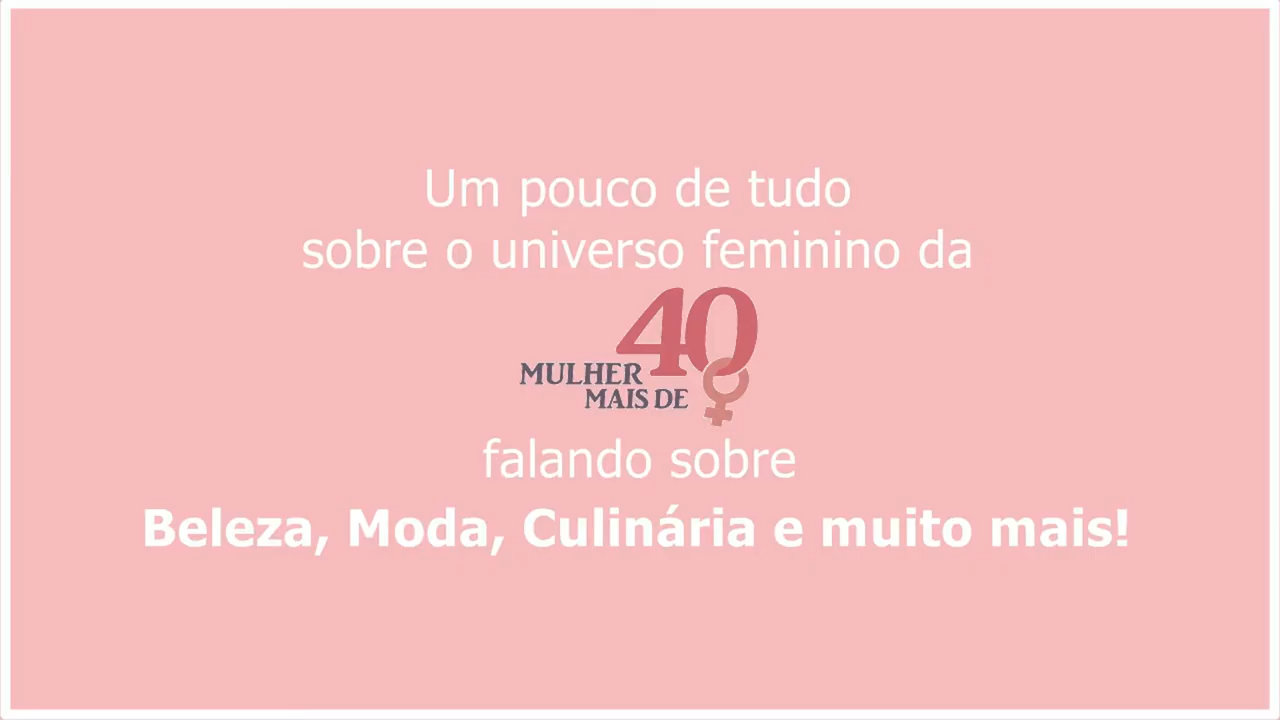 Um pouco de tudo
sobre o universo feminino da
MULHER 40
MAIS DE
falando sobre
Beleza, Moda, Culinária e muito mais!